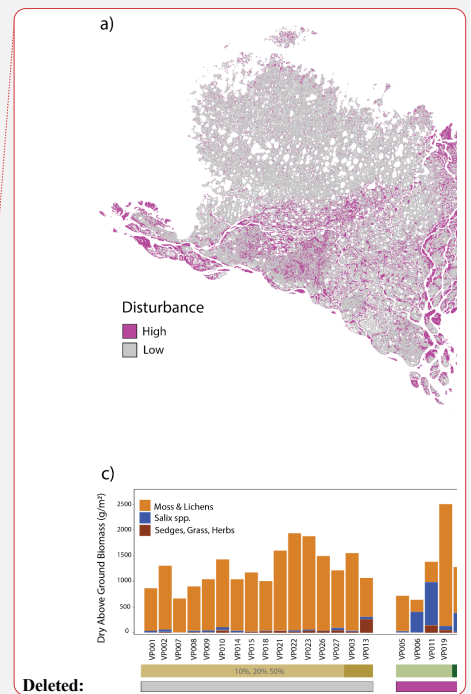 a)
Disturbance
High
Low
c)
Dry Above Ground Biomass (g/m²)
2500
2000
1500
1000
500
0
Moss & Lichens
Salix spp.
Sedges, Grass, Herbs
VP001
VP002
VP007
VP008
VP009
VP010
VP014
VP015
VP018
VP021
VP022
VP023
VP026
VP027
VP003
VP013
VP005
VP006
VP011
VP019
10%, 20% 50%
Deleted: